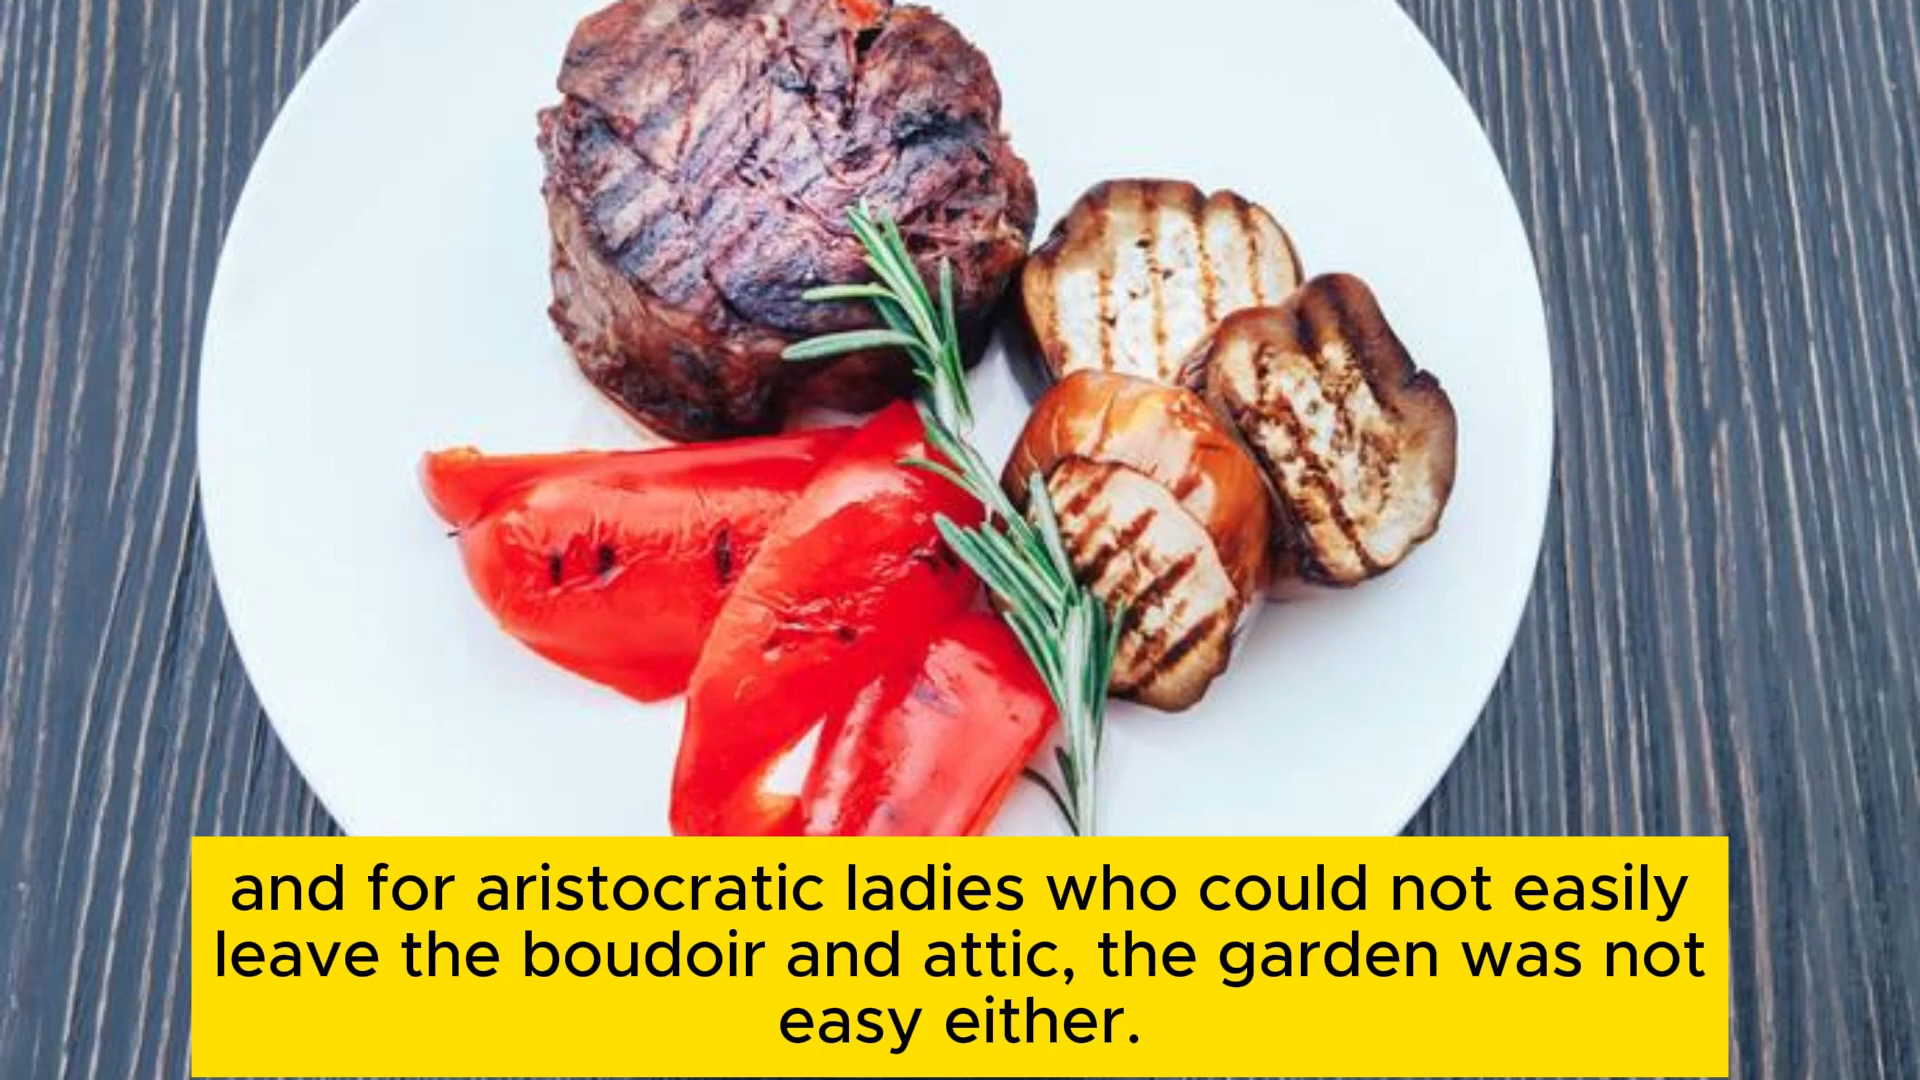 and for aristocratic ladies who could not easily
leave the boudoir and attic, the garden was not
easy either.